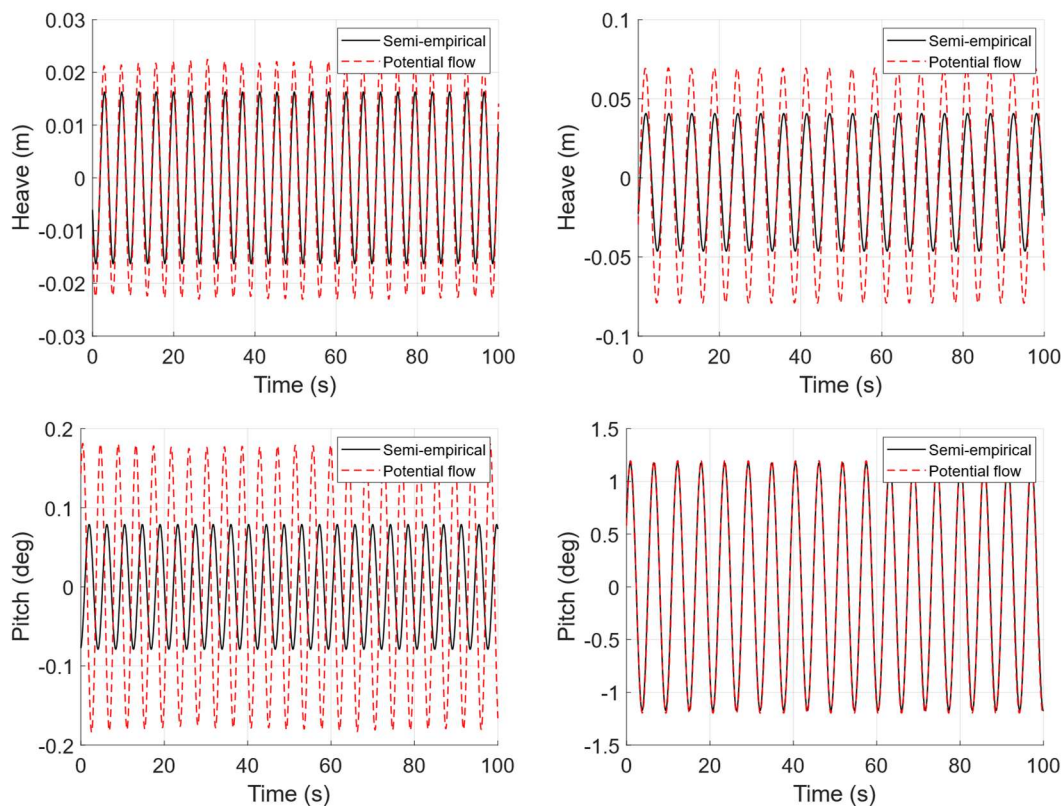 0.03
0.02
0.01
0
-0.01
-0.02
0.03
Heave (m)
0 20 40 60 80 100
Time (s)
Semi-empirical
Potential flow
0.1
0.05
0
-0.05
-0.1
Heave (m)
0 20 40 60 80 100
Time (s)
Semi-empirical
Potential flow
0.2
0.1
0
-0.1
-0.2
Pitch (deg)
0 20 40 60 80 100
Time (s)
Semi-empirical
Potential flow
1.5
1
0.5
0
-0.5
-1
-1.5
Pitch (deg)
0 20 40 60 80 100
Time (s)
Semi-empirical
Potential flow